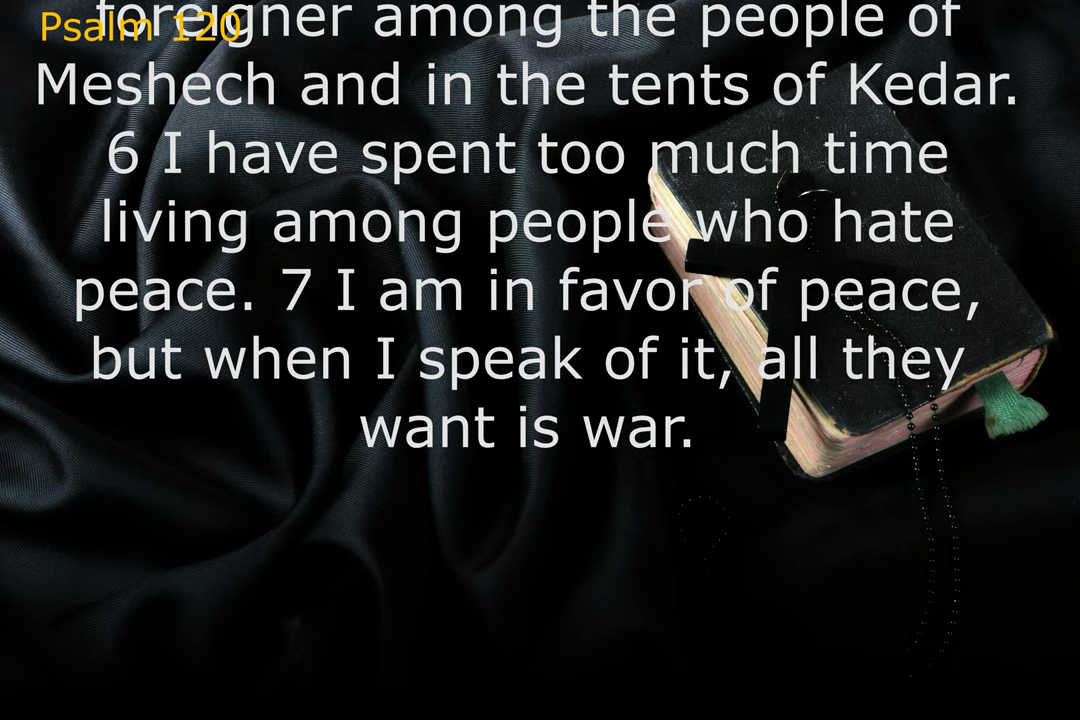 Psalm 120
foreigner among the people of
Meshech and in the tents of Kedar.
6 I have spent too much time
living among people who hate
peace. 7 I am in favor of peace,
but when I speak of it, all they
want is war.